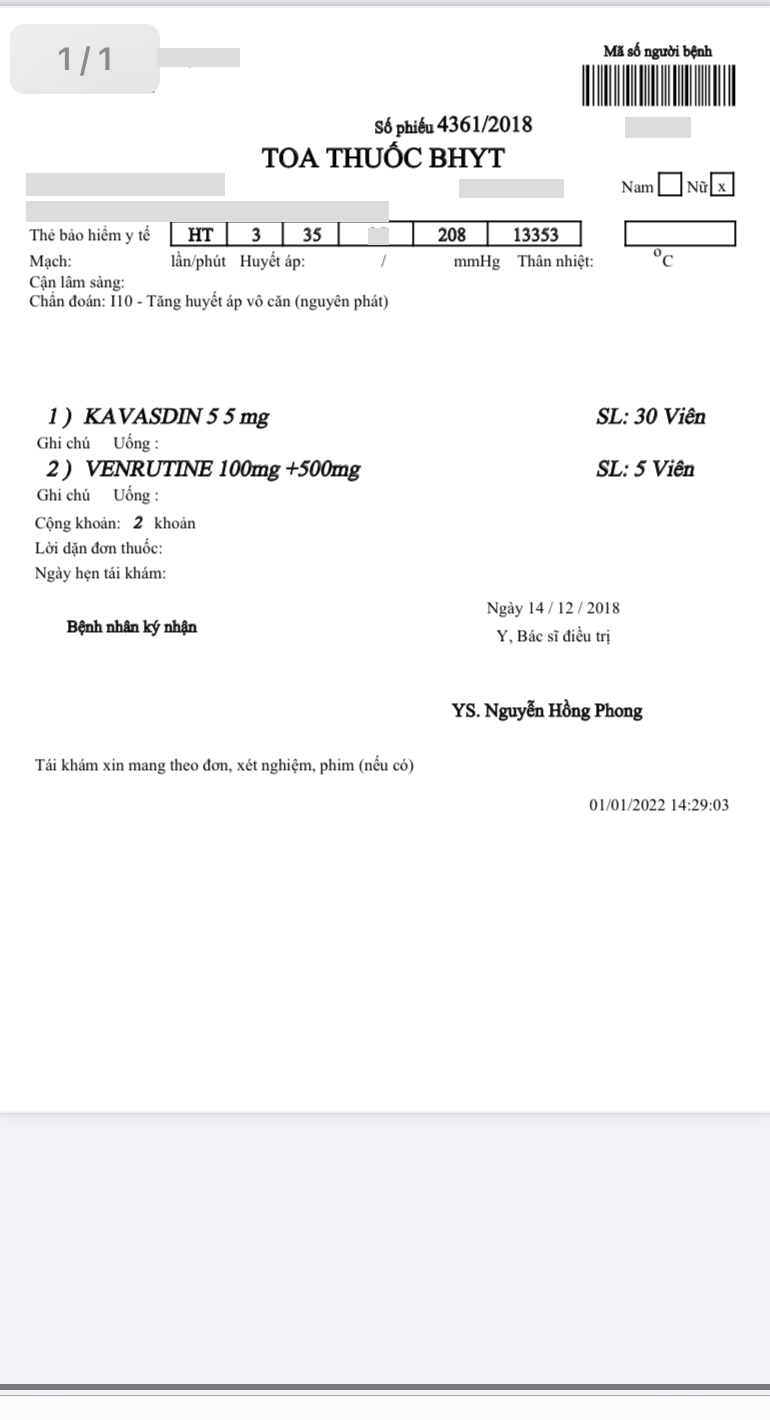 1 / 1
Mã số người bệnh
Số phiếu 4361/2018
TOA THUỐC BHYT
Nam Nữ x
Thẻ bảo hiểm y tế HT 3 35 208 13353
Mạch: lần/phút Huyết áp: / mmHg Thân nhiệt: °C
Cận lâm sàng:
Chẩn đoán: I10 - Tăng huyết áp vô căn (nguyên phát)
1 ) KAVASDIN 5 5 mg SL: 30 Viên
Ghi chú Uống :
2 ) VENRUTINE 100mg +500mg SL: 5 Viên
Ghi chú Uống :
Cộng khoản: 2 khoản
Lời dặn đơn thuốc:
Ngày hẹn tái khám:
Ngày 14 / 12 / 2018
Bệnh nhân ký nhận
Y, Bác sĩ điều trị
YS. Nguyễn Hồng Phong
Tái khám xin mang theo đơn, xét nghiệm, phim (nếu có)
01/01/2022 14:29:03